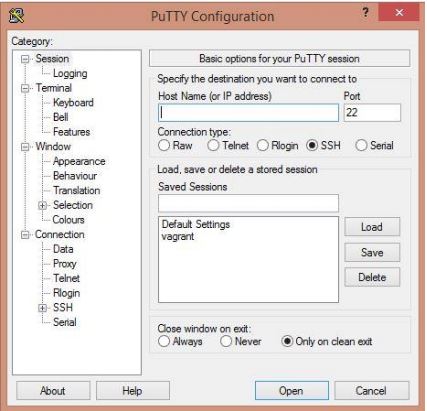 PuTTY Configuration
? ×
Category:
Session
Logging
Terminal
Keyboard
Bell
Features
Window
Appearance
Behaviour
Translation
Selection
Colours
Connection
Data
Proxy
Telnet
Rlogin
SSH
Serial
Basic options for your PuTTY session
Specify the destination you want to connect to
Host Name (or IP address) Port
22
Connection type:
Raw Telnet Rlogin SSH Serial
Load, save or delete a stored session
Saved Sessions
Default Settings
vagrant
Load
Save
Delete
Close window on exit:
Always Never Only on clean exit
About Help Open Cancel